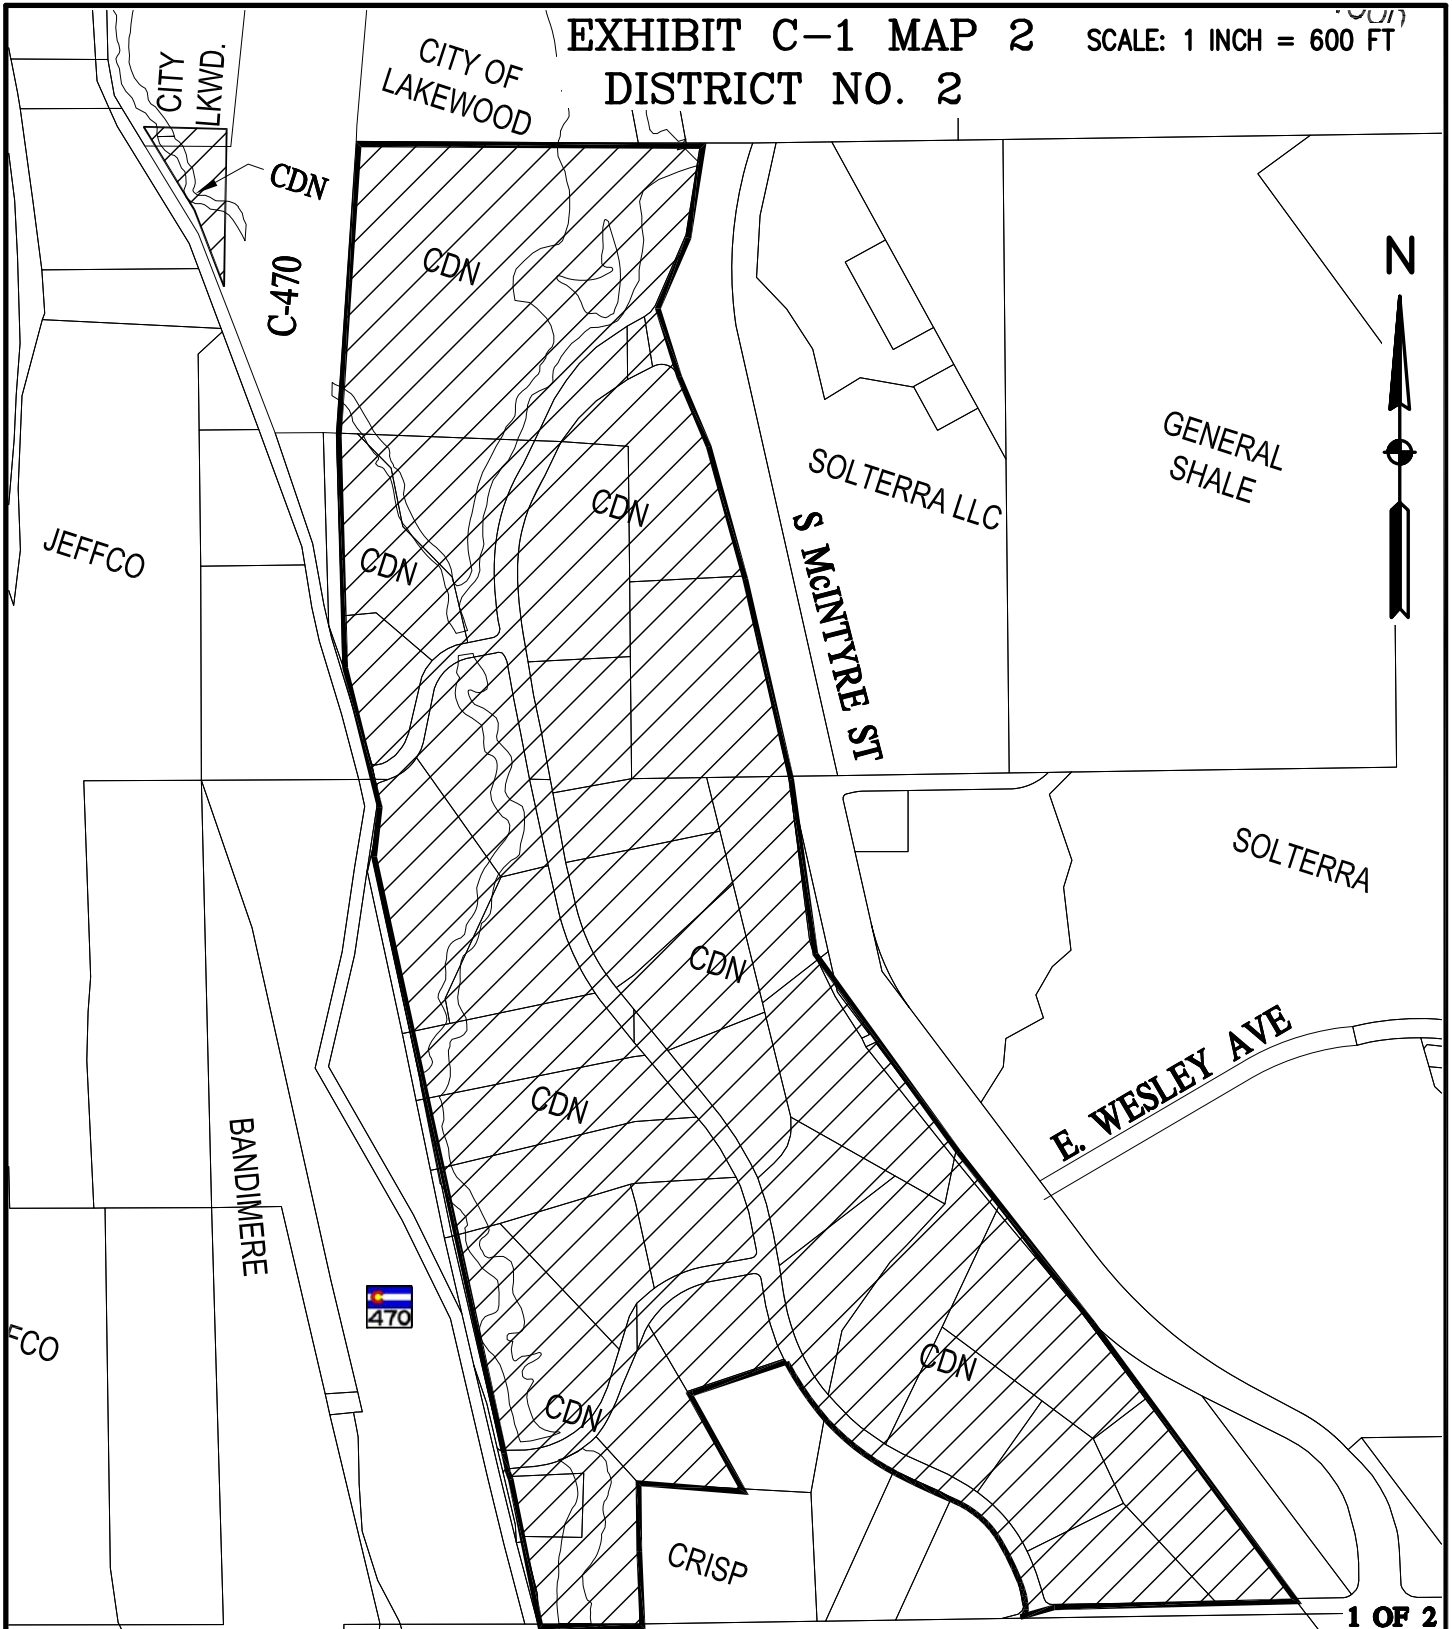 EXHIBIT C-1 MAP 2
SCALE: 1 INCH = 600 FT
DISTRICT NO. 2
CITY
LKWD.
CITY OF
LAKEWOOD
CDN
C-470
CDN
N
GENERAL
SHALE
SOLTERRA LLC
CDN
CDN
JEFFCO
S McINTYRE ST
SOLTERRA
CDN
E. WESLEY AVE
CDN
BANDIMERE
470
FCO
CDN
CDN
CRISP
1 OF 2